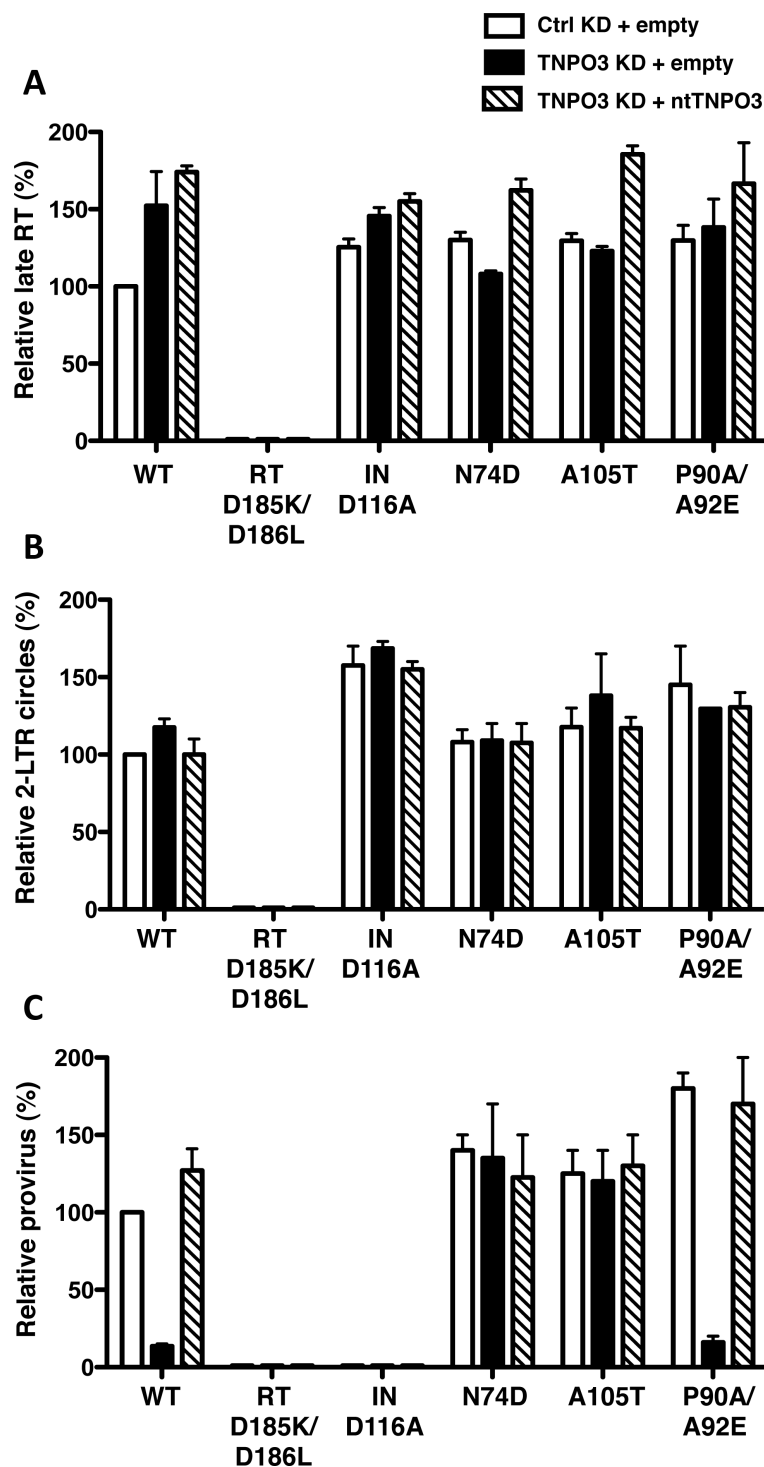 Ctrl KD + empty
TNPO3 KD + empty
TNPO3 KD + ntTNPO3
A
Relative late RT (%)
200
150
100
50
0
WT RT IN N74D A105T P90A/
D185K/ D116A A92E
D186L
B
Relative 2-LTR circles (%)
200
150
100
50
0
WT RT IN N74D A105T P90A/
D185K/ D116A A92E
D186L
C
Relative provirus (%)
200
150
100
50
0
WT RT IN N74D A105T P90A/
D185K/ D116A A92E
D186L